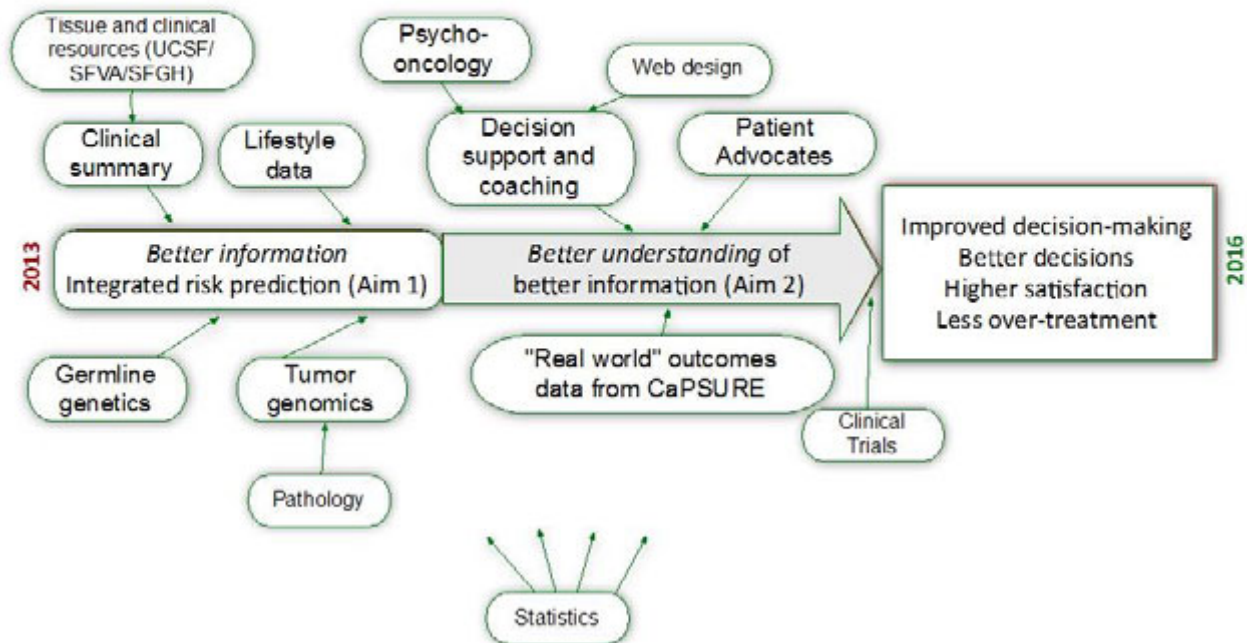 Tissue and clinical
resources (UCSF/
SFVA/SFGH)
Psycho-
oncology
Web design
Clinical
summary
Lifestyle
data
Decision
support and
coaching
Patient
Advocates
2013
Better information
Integrated risk prediction (Aim 1)
Better understanding of
better information (Aim 2)
Improved decision-making
Better decisions
Higher satisfaction
Less over-treatment
2016
Germline
genetics
Tumor
genomics
"Real world" outcomes
data from CaPSURE
Clinical
Trials
Pathology
Statistics